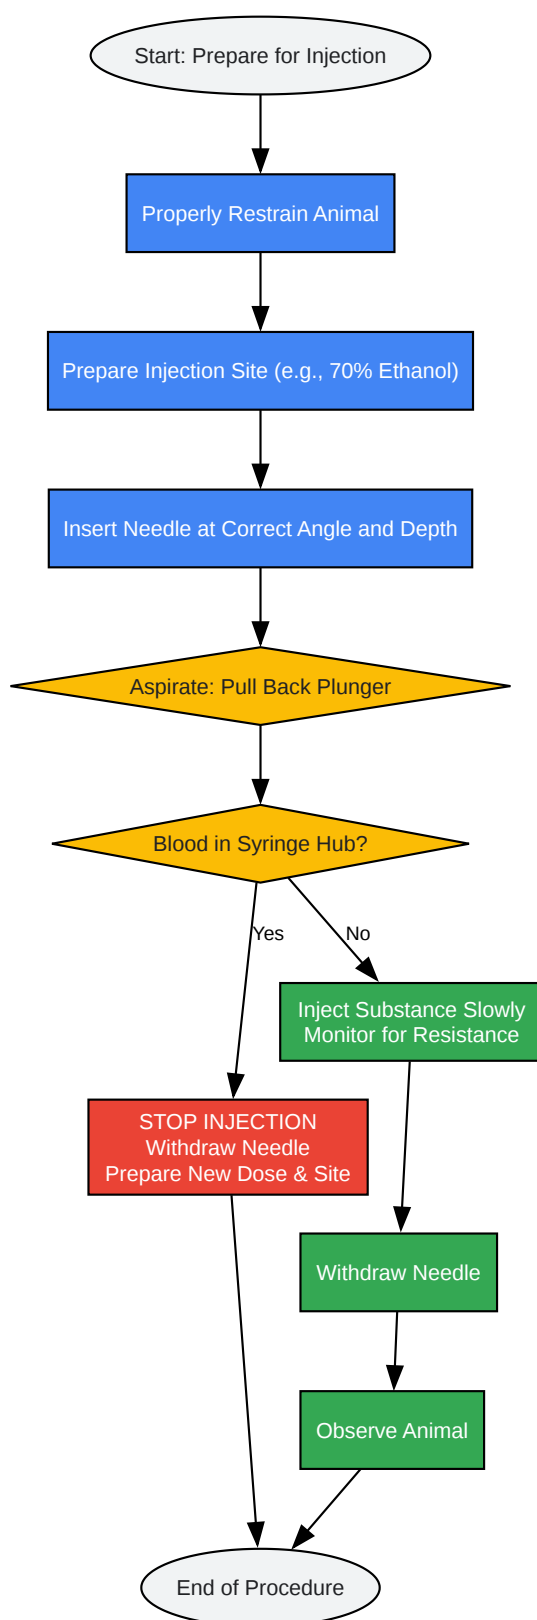 Start: Prepare for Injection
Properly Restrain Animal
Prepare Injection Site (e.g., 70% Ethanol)
Insert Needle at Correct Angle and Depth
Aspirate: Pull Back Plunger
Blood in Syringe Hub?
Yes
No
Inject Substance Slowly
Monitor for Resistance
STOP INJECTION
Withdraw Needle
Prepare New Dose & Site
Withdraw Needle
Observe Animal
End of Procedure